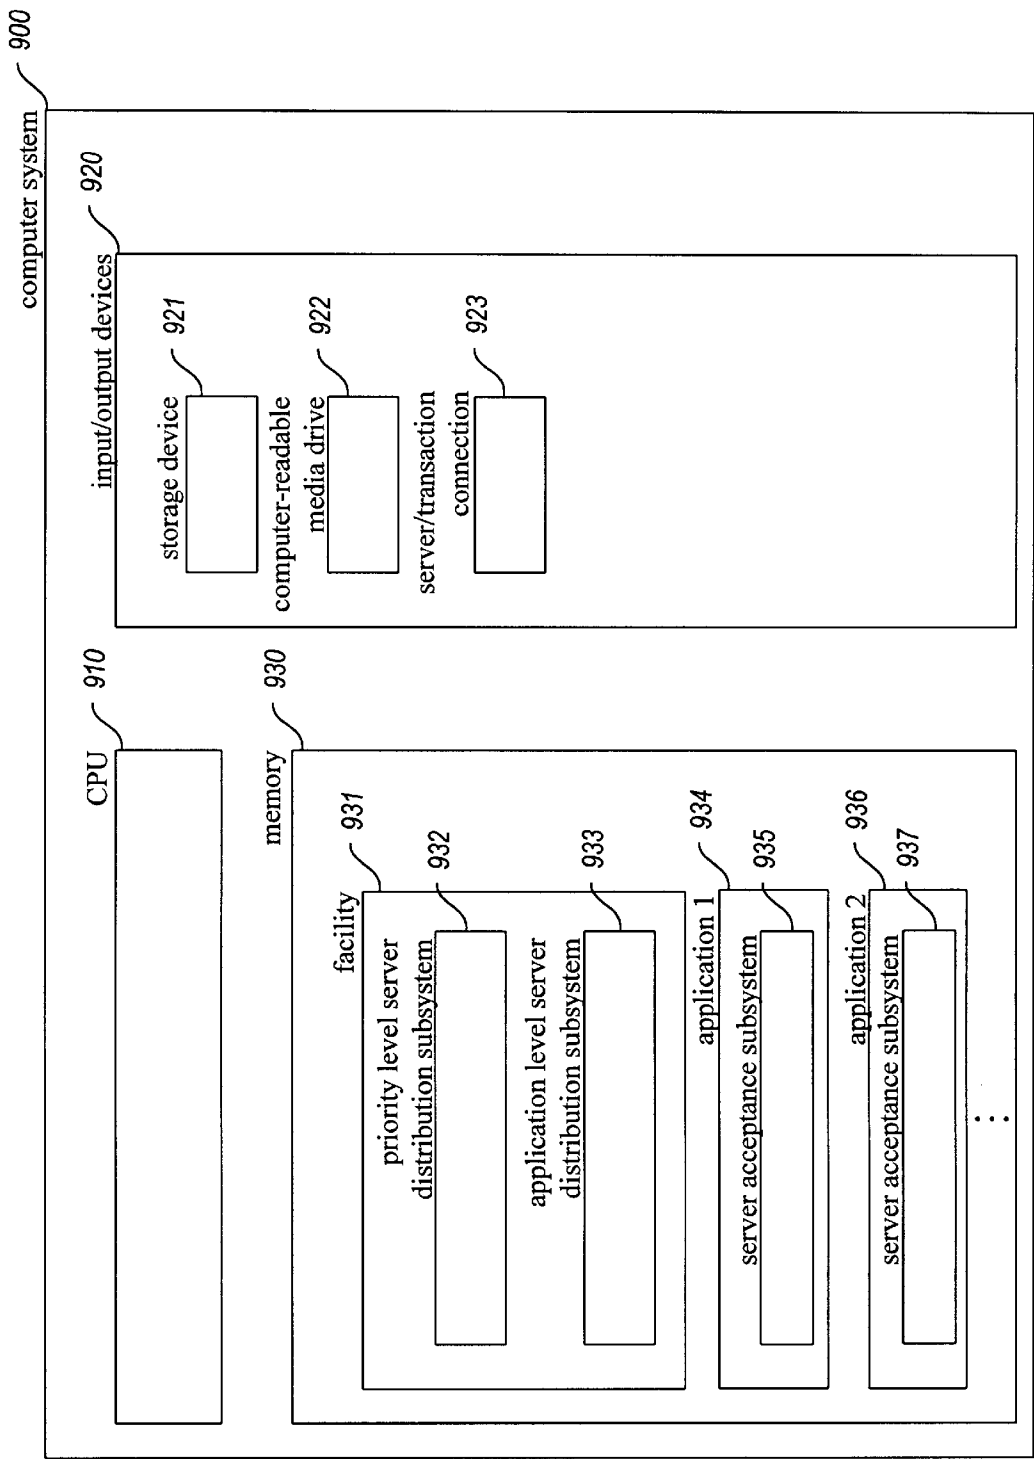 computer system
900
CPU
910
memory
930
facility
931
priority level server
distribution subsystem
932
application level server
distribution subsystem
933
application 1
934
server acceptance subsystem
935
application 2
936
server acceptance subsystem
937
input/output devices
920
storage device
921
computer-readable
media drive
922
server/transaction
connection
923